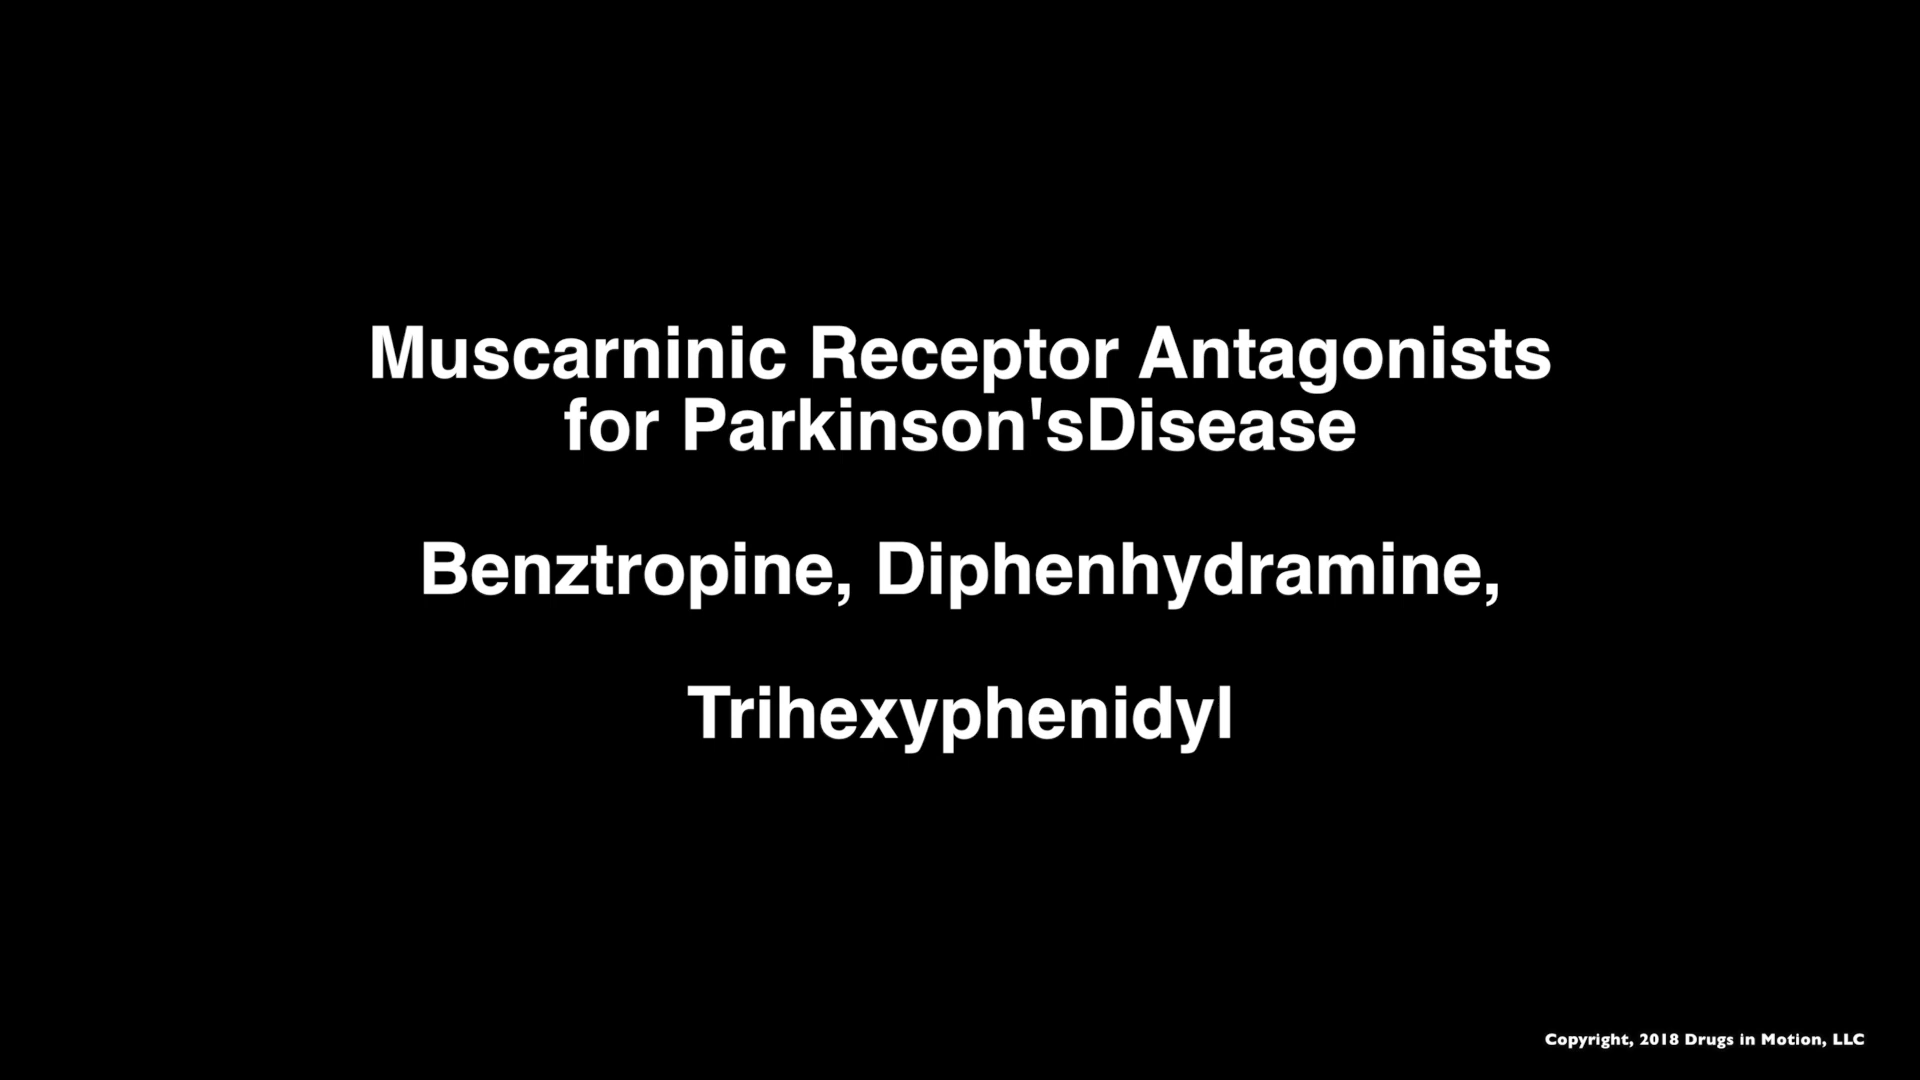 Muscarninic Receptor Antagonists
for Parkinson'sDisease
Benztropine, Diphenhydramine,
Trihexyphenidyl
Copyright, 2018 Drugs in Motion, LLC